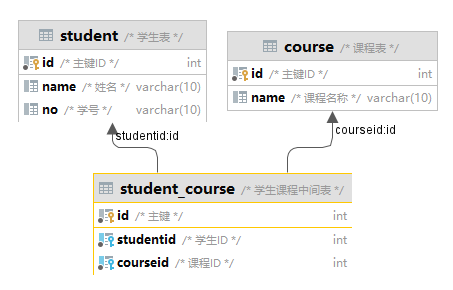 student /* 学生表 */
id /* 主键ID */ int
name /* 姓名 */ varchar(10)
no /* 学号 */ varchar(10)
course /* 课程表 */
id /* 主键ID */ int
name /* 课程名称 */ varchar(10)
studentid:id
courseid:id
student_course /* 学生课程中间表 */
id /* 主键 */ int
studentid /* 学生ID */ int
courseid /* 课程ID */ int